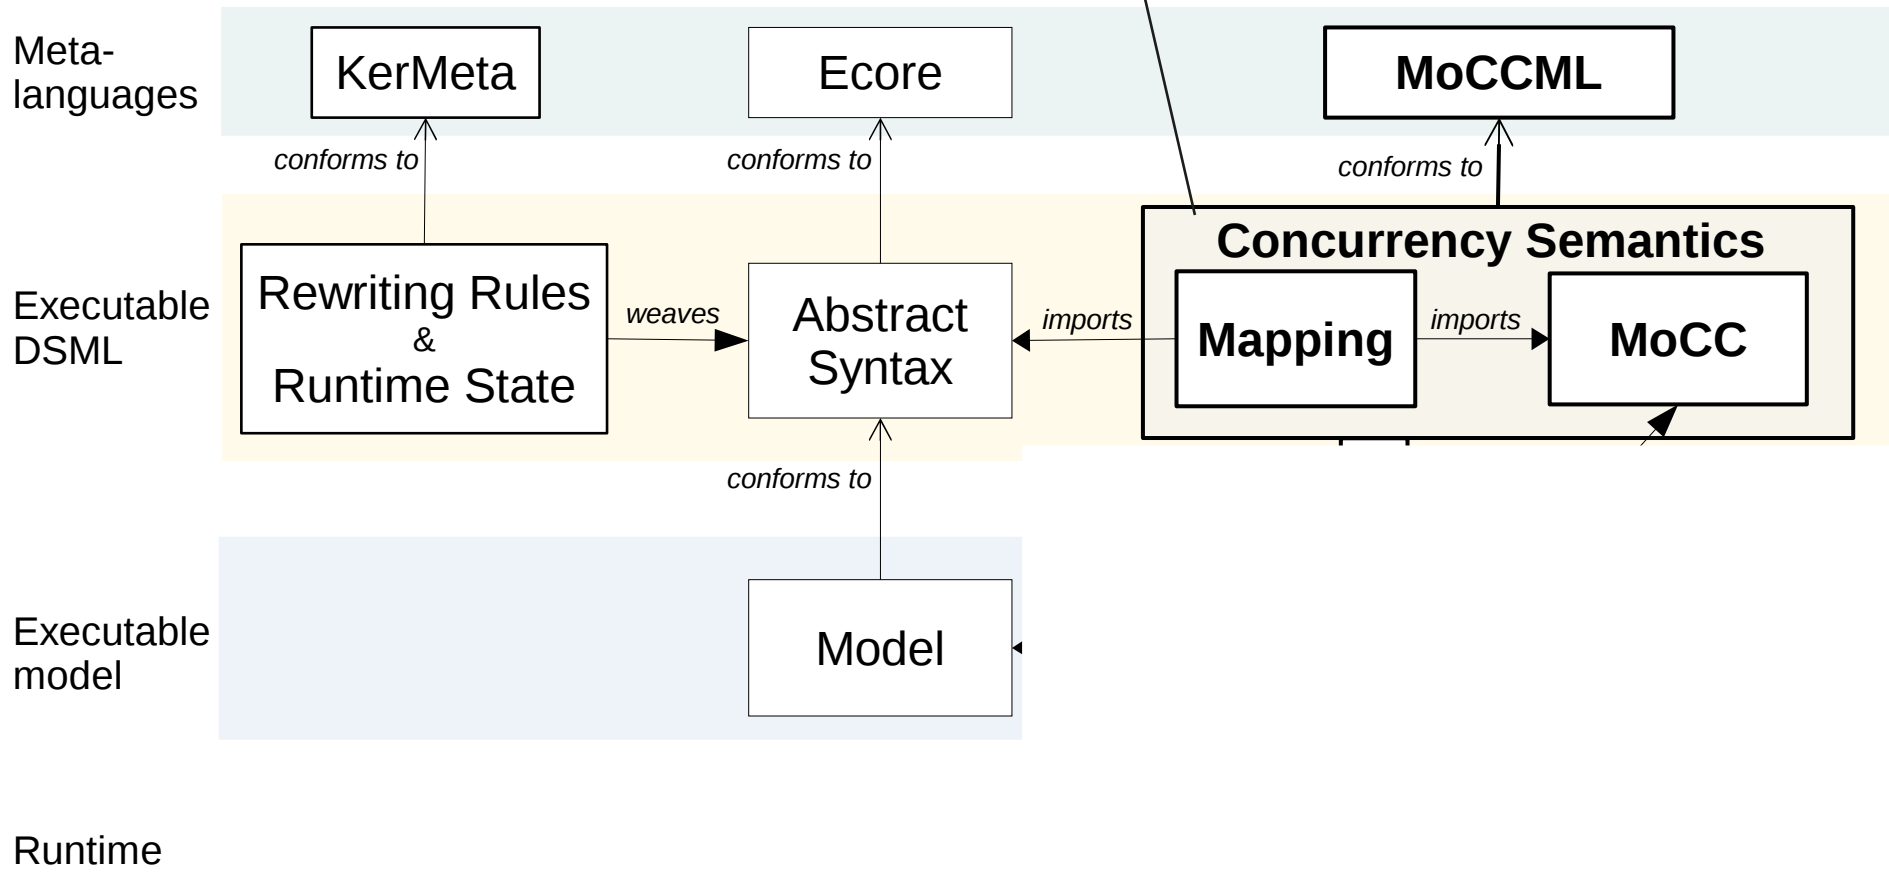 Meta-
languages
KerMeta
Ecore
MoCCML
conforms to
conforms to
conforms to
Executable
DSML
Rewriting Rules
&
Runtime State
weaves
Abstract
Syntax
imports
Concurrency Semantics
Mapping
imports
MoCC
conforms to
Executable
model
Model
Runtime